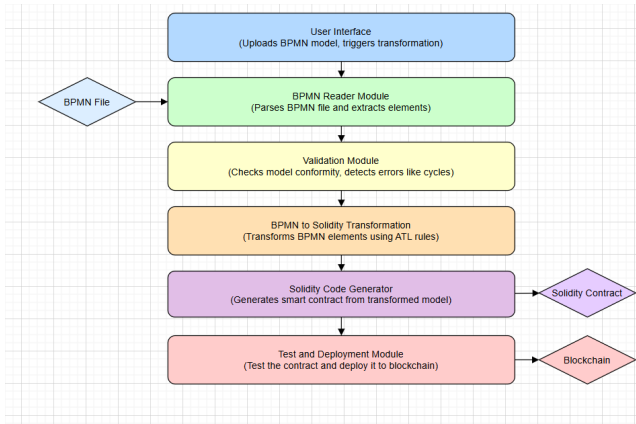 User Interface
(Uploads BPMN model, triggers transformation)
BPMN File
BPMN Reader Module
(Parses BPMN file and extracts elements)
Validation Module
(Checks model conformity, detects errors like cycles)
BPMN to Solidity Transformation
(Transforms BPMN elements using ATL rules)
Solidity Code Generator
(Generates smart contract from transformed model)
Solidity Contract
Test and Deployment Module
(Test the contract and deploy it to blockchain)
Blockchain